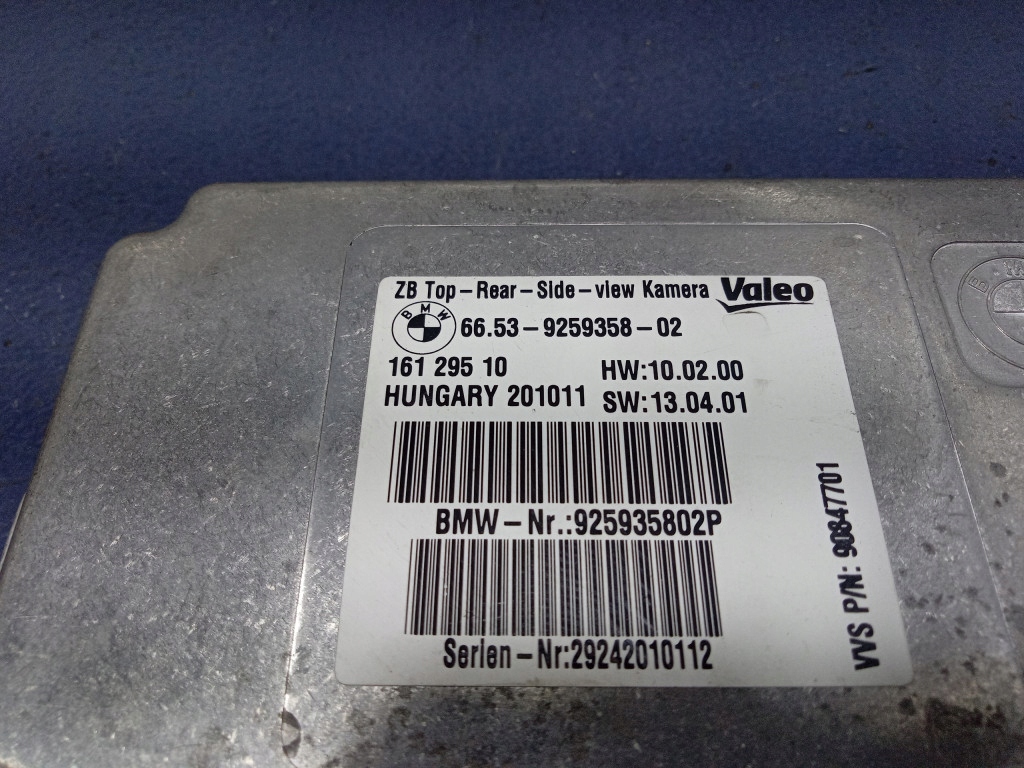 ZB Top-Rear-Side-view Kamera Valeo
BMW 66.53-9259358-02
161 295 10 HW:10.02.00
HUNGARY 201011 SW:13.04.01
BMW-Nr.:925935802P
Serien-Nr:29242010112
VVS P/N: 90847701